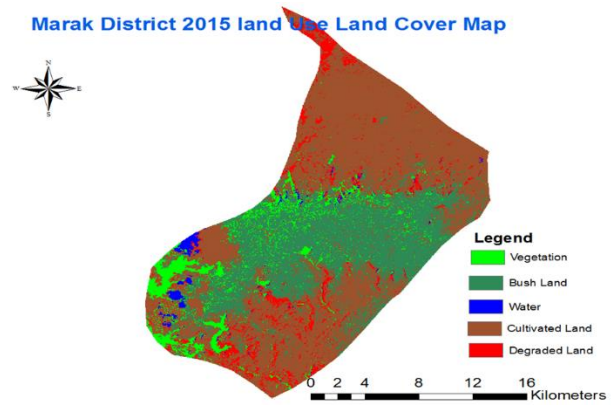 Marak District 2015 land Use Land Cover Map
N
W E
S
Legend
Vegetation
Bush Land
Water
Cultivated Land
Degraded Land
0 2 4 8 12 16
Kilometers